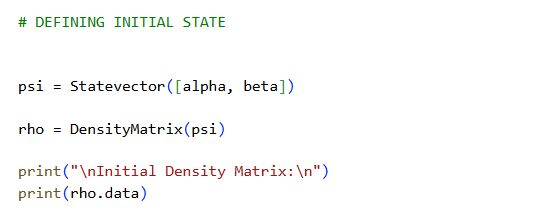 # DEFINING INITIAL STATE
psi = Statevector([alpha, beta])
rho = DensityMatrix(psi)
print("\nInitial Density Matrix:\n")
print(rho.data)